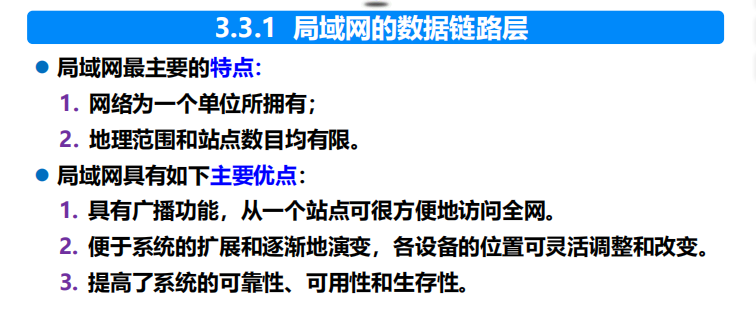 3.3.1 局域网的数据链路层
● 局域网最主要的特点：
1. 网络为一个单位所拥有；
2. 地理范围和站点数目均有限。
● 局域网具有如下主要优点：
1. 具有广播功能，从一个站点可很方便地访问全网。
2. 便于系统的扩展和逐渐地演变，各设备的位置可灵活调整和改变。
3. 提高了系统的可靠性、可用性和生存性。